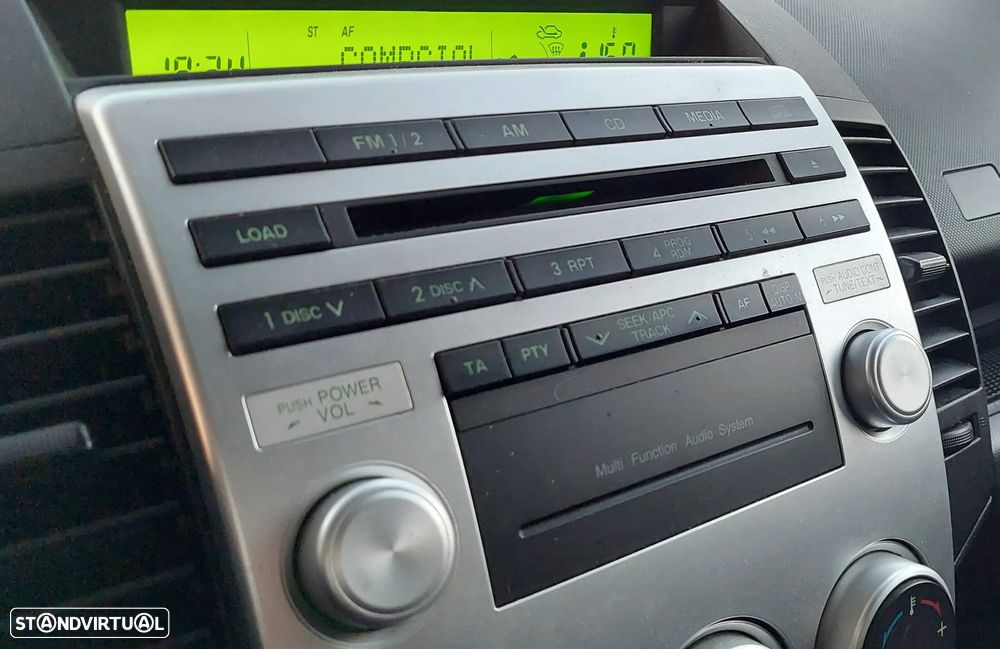 ST AF
FM 1/2
AM
CD
MEDIA
LOAD
1 DISC ∨
2 DISC ∧
3 RPT
4 PROG RDM
5 ◀◀
6 ▶▶
PUSH AUDIO CONT
TUNE/TEXT
TA
PTY
SEEK/APC
TRACK
AF
DISP
PUSH POWER
VOL
Multi Function Audio System
STANDVIRTUAL